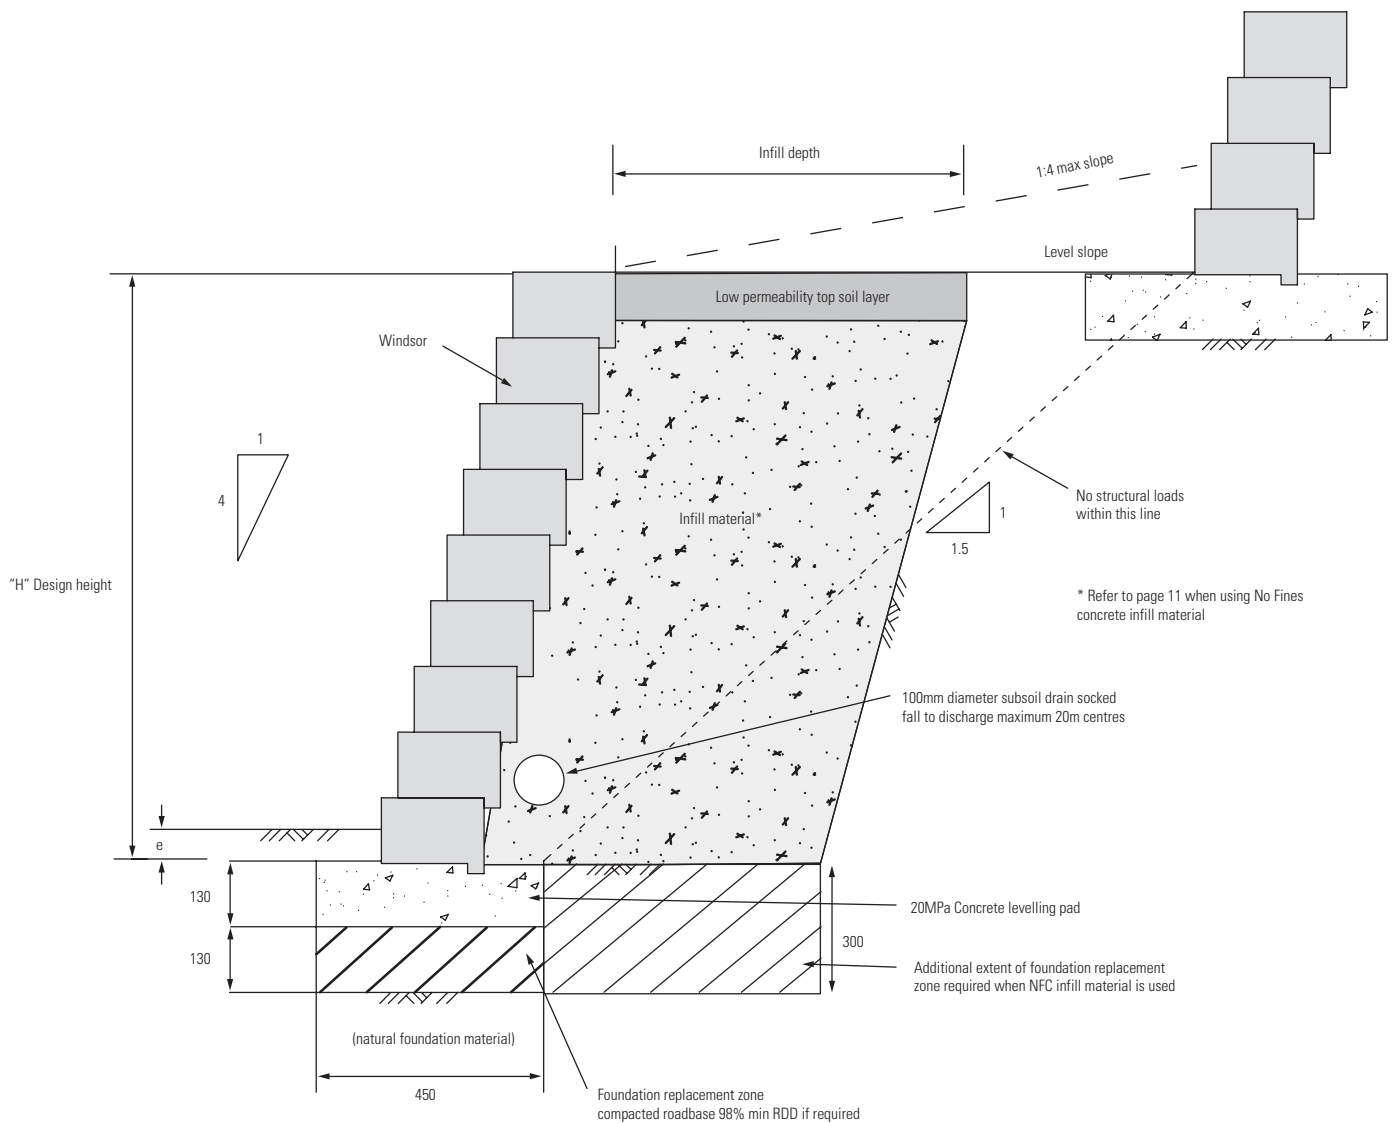 Infill depth
1:4 max slope
Level slope
Low permeability top soil layer
Windsor
1
4
Infill material*
No structural loads
within this line
1
1.5
"H" Design height
* Refer to page 11 when using No Fines
concrete infill material
100mm diameter subsoil drain socked
fall to discharge maximum 20m centres
e
130
20MPa Concrete levelling pad
130
300
Additional extent of foundation replacement
zone required when NFC infill material is used
(natural foundation material)
450
Foundation replacement zone
compacted roadbase 98% min RDD if required